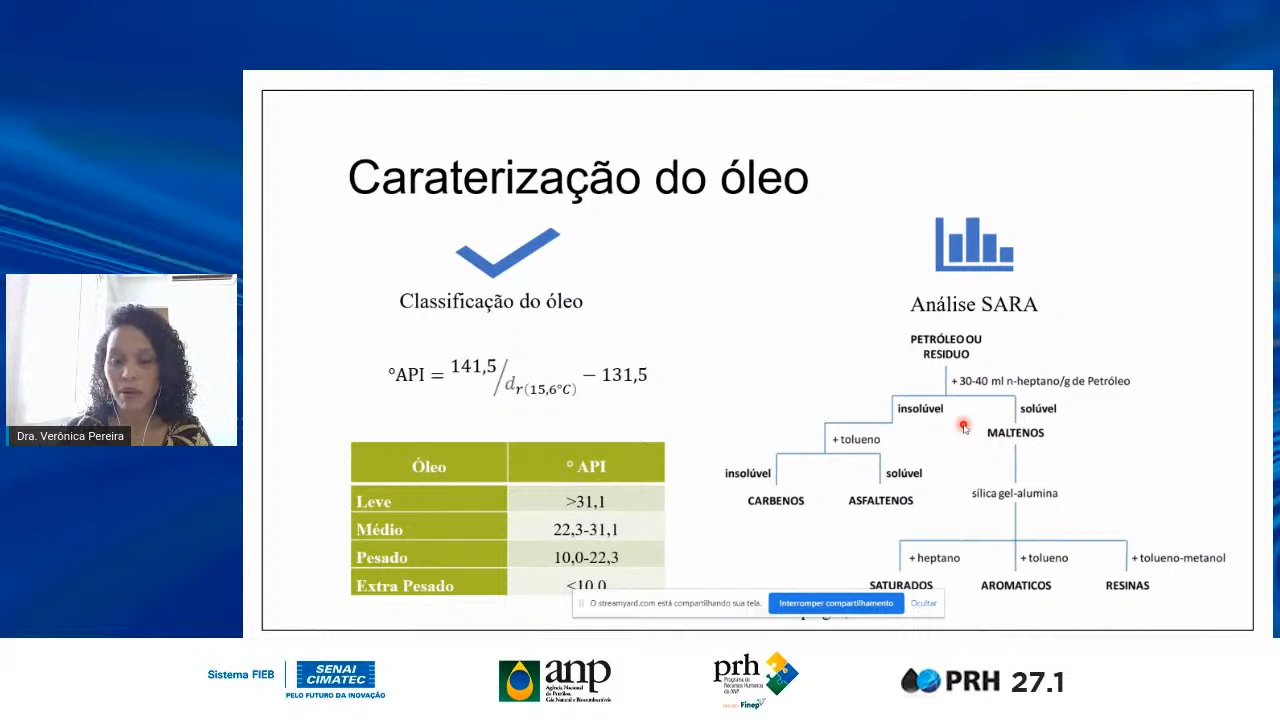 Caraterização do óleo
Classificação do óleo
°API = 141,5/dr(15,6°C) − 131,5
Óleo ° API
Leve >31,1
Médio 22,3-31,1
Pesado 10,0-22,3
Extra Pesado <10,0
Análise SARA
PETRÓLEO OU
RESIDUO
+ 30-40 ml n-heptano/g de Petróleo
insolúvel solúvel
MALTENOS
+ tolueno
insolúvel solúvel
CARBENOS ASFALTENOS
sílica gel-alumina
+ heptano + tolueno + tolueno-metanol
SATURADOS AROMATICOS RESINAS
O streamyard.com está compartilhando sua tela. Interromper compartilhamento Ocultar
Dra. Verônica Pereira
Sistema FIEB
SENAI
CIMATEC
PELO FUTURO DA INOVAÇÃO
anp
Agência Nacional
do Petróleo,
Gás Natural e Biocombustíveis
prh
Programa de
Recursos Humanos
da ANP
Finep
PRH 27.1